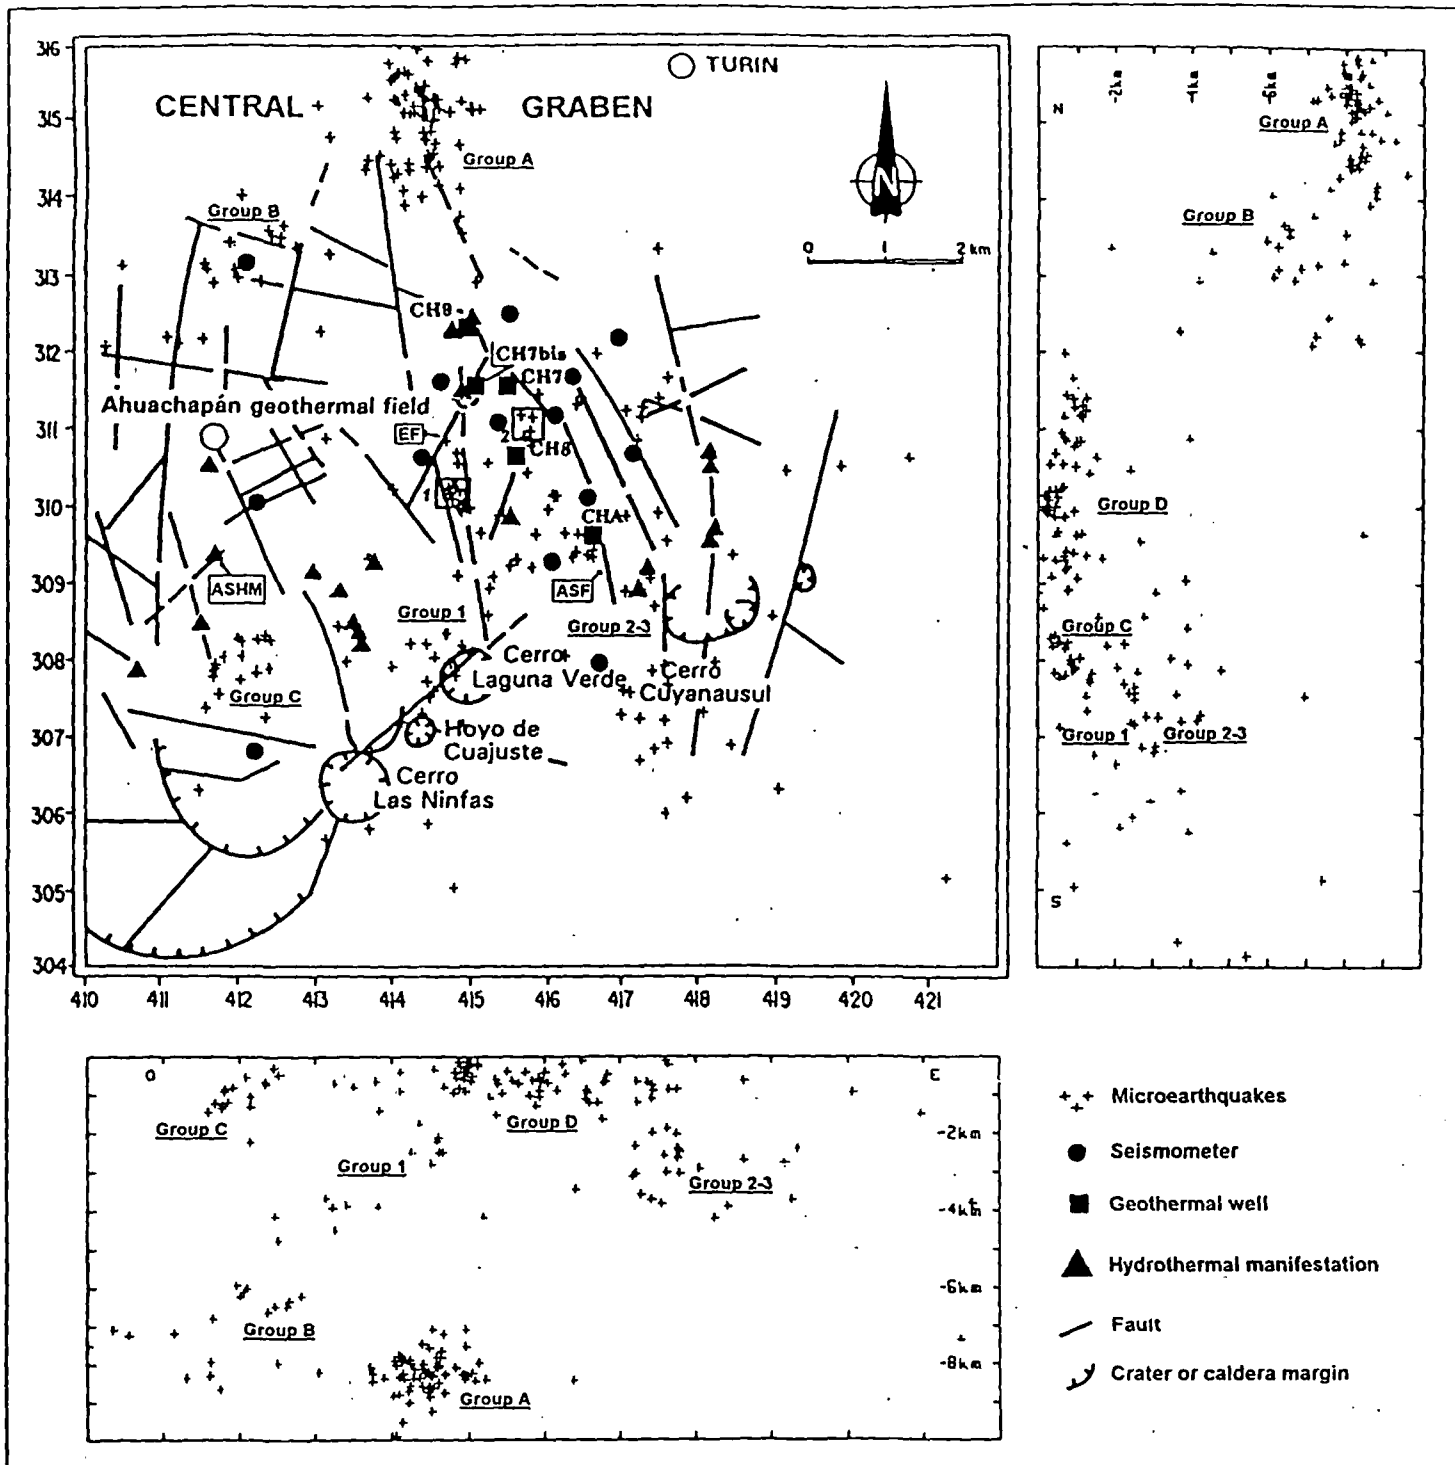 316
315
314
313
312
311
310
309
308
307
306
305
304
410
411
412
413
414
415
416
417
418
419
420
421
TURIN
CENTRAL GRABEN
Group A
N
0 1 2 km
Group B
CH9
CH7bis
CH7
Ahuachapán geothermal field
EF
2
CH8
1
CHA
ASHM
ASF
Group 1
Group 2-3
Cerro
Laguna Verde
Cerro
Cuyanausul
Group C
Hoyo de
Cuajuste
Cerro
Las Ninfas
N
-2km
-4km
-6km
Group A
Group B
Group D
Group C
Group 1
Group 2-3
S
O
E
Group C
Group D
-2km
Group 1
Group 2-3
-4km
-6km
Group B
-8km
Group A
Microearthquakes
Seismometer
Geothermal well
Hydrothermal manifestation
Fault
Crater or caldera margin